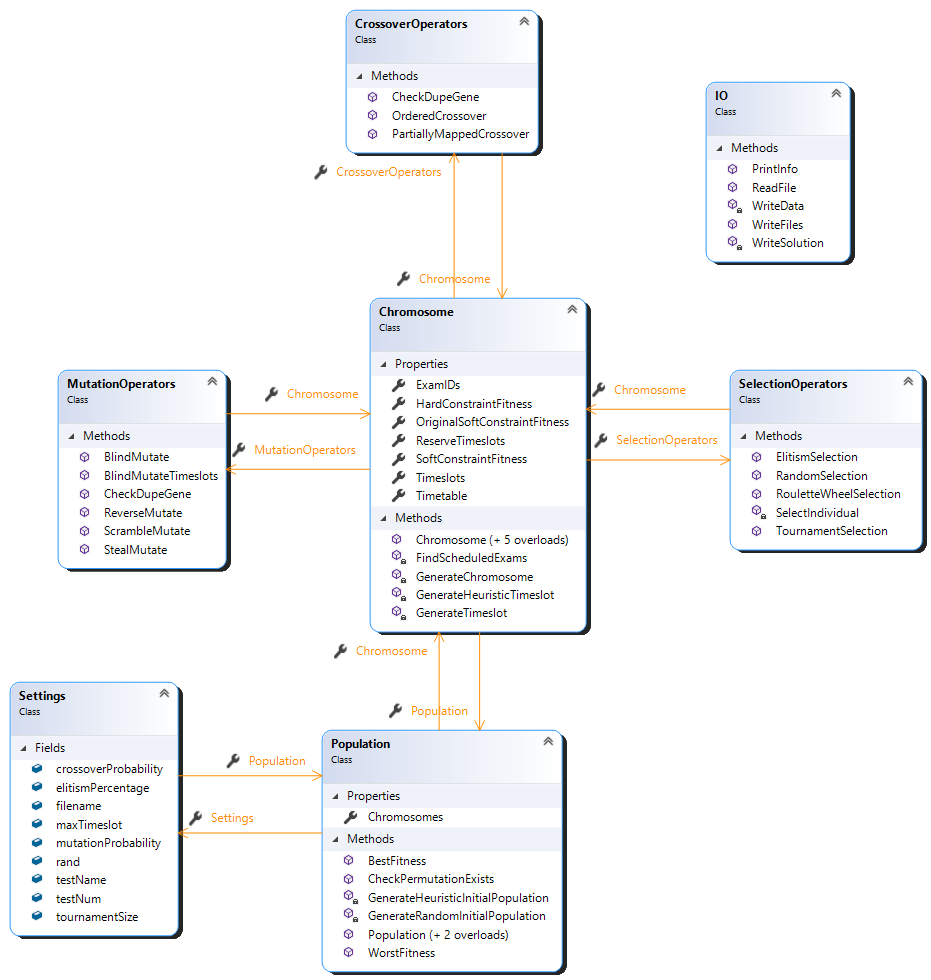 CrossoverOperators
Class
Methods
CheckDupeGene
OrderedCrossover
PartiallyMappedCrossover
IO
Class
Methods
PrintInfo
ReadFile
WriteData
WriteFiles
WriteSolution
CrossoverOperators
Chromosome
Chromosome
Class
Properties
ExamIDs
HardConstraintFitness
OriginalSoftConstraintFitness
ReserveTimeslots
SoftConstraintFitness
Timeslots
Timetable
Methods
Chromosome (+ 5 overloads)
FindScheduledExams
GenerateChromosome
GenerateHeuristicTimeslot
GenerateTimeslot
MutationOperators
Class
Methods
BlindMutate
BlindMutateTimeslots
CheckDupeGene
ReverseMutate
ScrambleMutate
StealMutate
Chromosome
MutationOperators
Chromosome
SelectionOperators
SelectionOperators
Class
Methods
ElitismSelection
RandomSelection
RouletteWheelSelection
SelectIndividual
TournamentSelection
Chromosome
Population
Settings
Class
Fields
crossoverProbability
elitismPercentage
filename
maxTimeslot
mutationProbability
rand
testName
testNum
tournamentSize
Population
Settings
Population
Class
Properties
Chromosomes
Methods
BestFitness
CheckPermutationExists
GenerateHeuristicInitialPopulation
GenerateRandomInitialPopulation
Population (+ 2 overloads)
WorstFitness